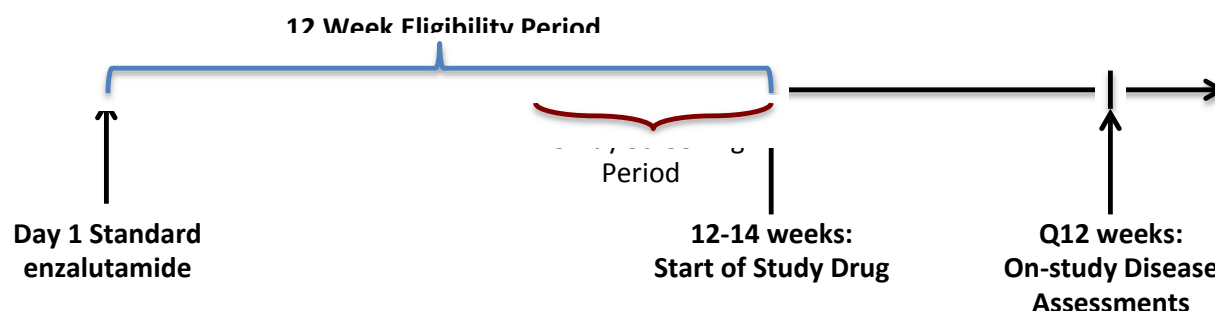 12 Week Eligibility Period
Period
Day 1 Standard
enzalutamide
12-14 weeks:
Start of Study Drug
Q12 weeks:
On-study Disease
Assessments